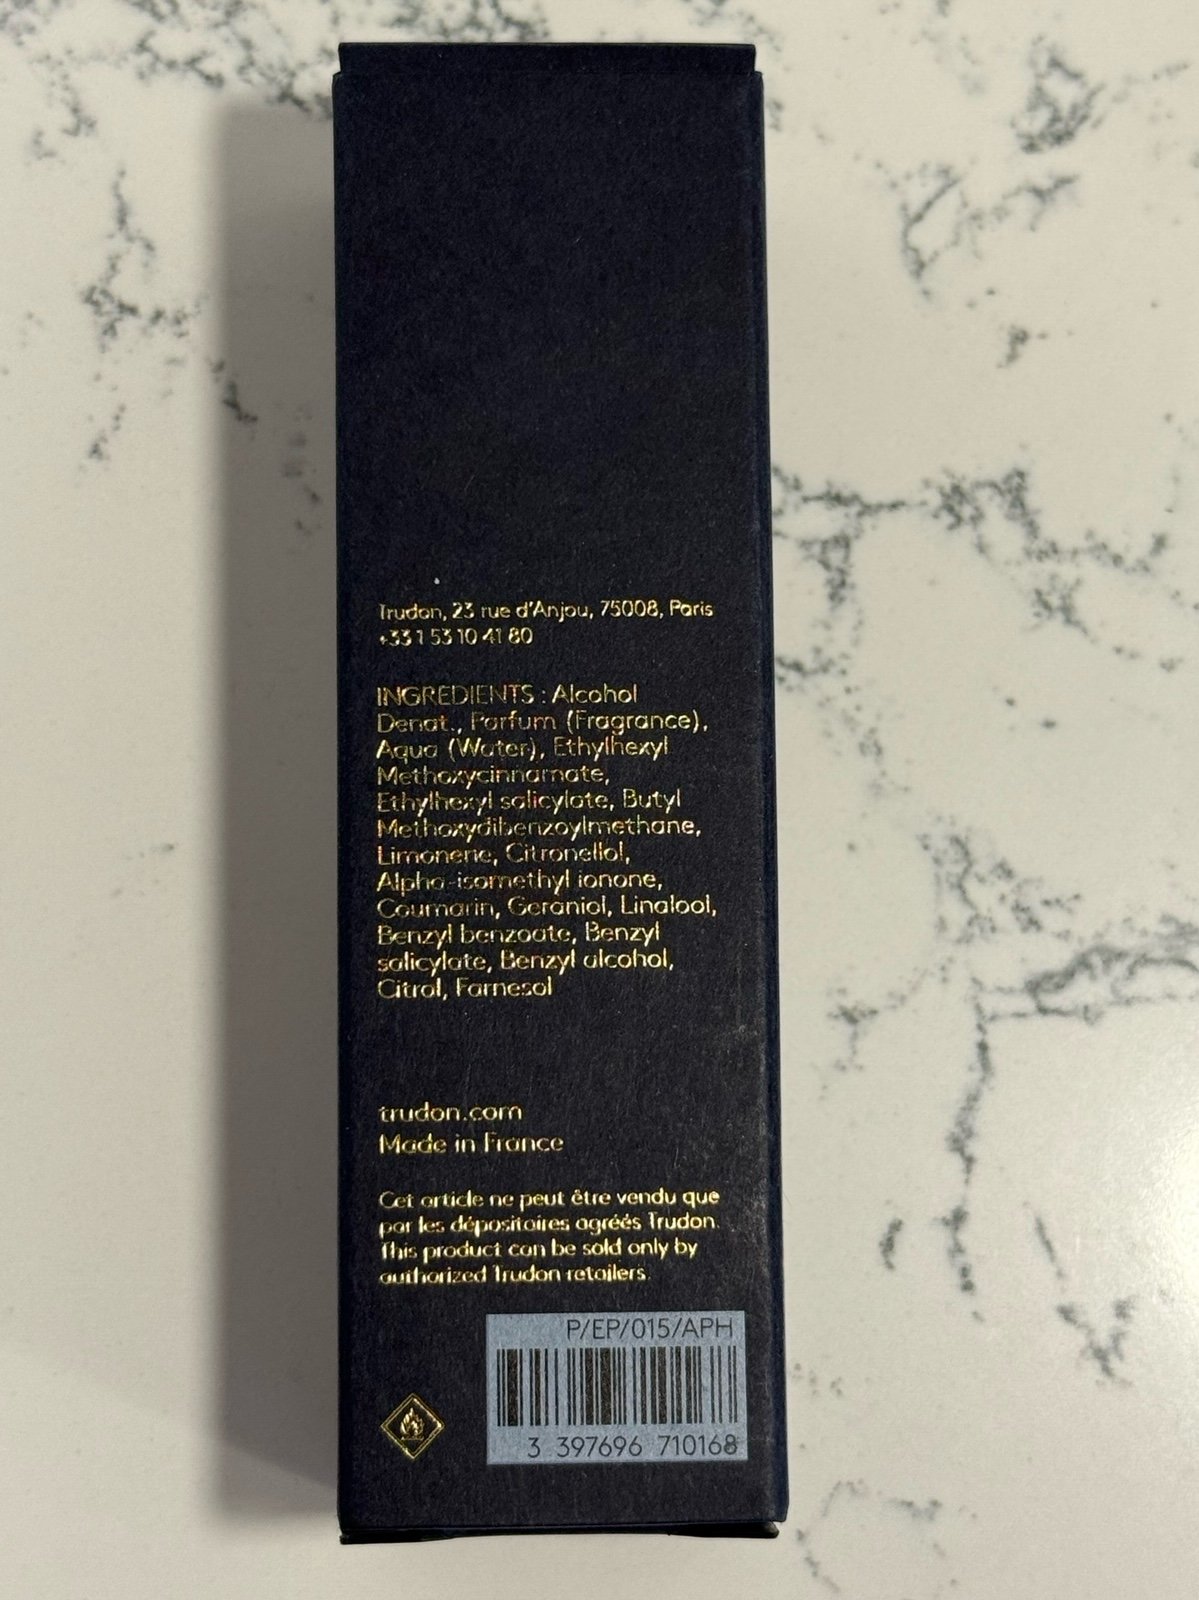 Trudon, 23 rue d'Anjou, 75008, Paris
+33 1 53 10 41 80
INGREDIENTS : Alcohol
Denat., Parfum (Fragrance),
Aqua (Water), Ethylhexyl
Methoxycinnamate,
Ethylhexyl salicylate, Butyl
Methoxydibenzoylmethane,
Limonene, Citronellol,
Alpha-isomethyl ionone,
Coumarin, Geraniol, Linalool,
Benzyl benzoate, Benzyl
salicylate, Benzyl alcohol,
Citral, Farnesol
trudon.com
Made in France
Cet article ne peut être vendu que
par les dépositaires agréés Trudon.
This product can be sold only by
authorized Trudon retailers.
P/EP/015/APH
3 397696 710168